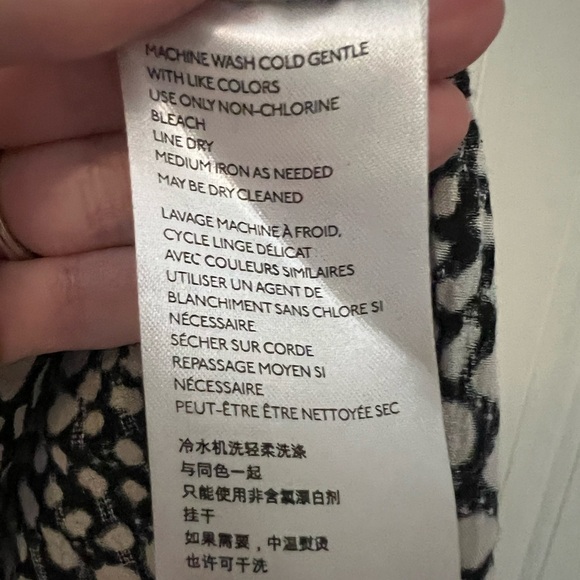 MACHINE WASH COLD GENTLE
WITH LIKE COLORS
USE ONLY NON-CHLORINE
BLEACH
LINE DRY
MEDIUM IRON AS NEEDED
MAY BE DRY CLEANED
LAVAGE MACHINE À FROID,
CYCLE LINGE DÉLICAT
AVEC COULEURS SIMILAIRES
UTILISER UN AGENT DE
BLANCHIMENT SANS CHLORE SI
NÉCESSAIRE
SÉCHER SUR CORDE
REPASSAGE MOYEN SI
NÉCESSAIRE
PEUT-ÊTRE ÊTRE NETTOYÉE SEC
冷水机洗轻柔洗涤
与同色一起
只能使用非含氯漂白剂
挂干
如果需要，中温熨烫
也许可干洗